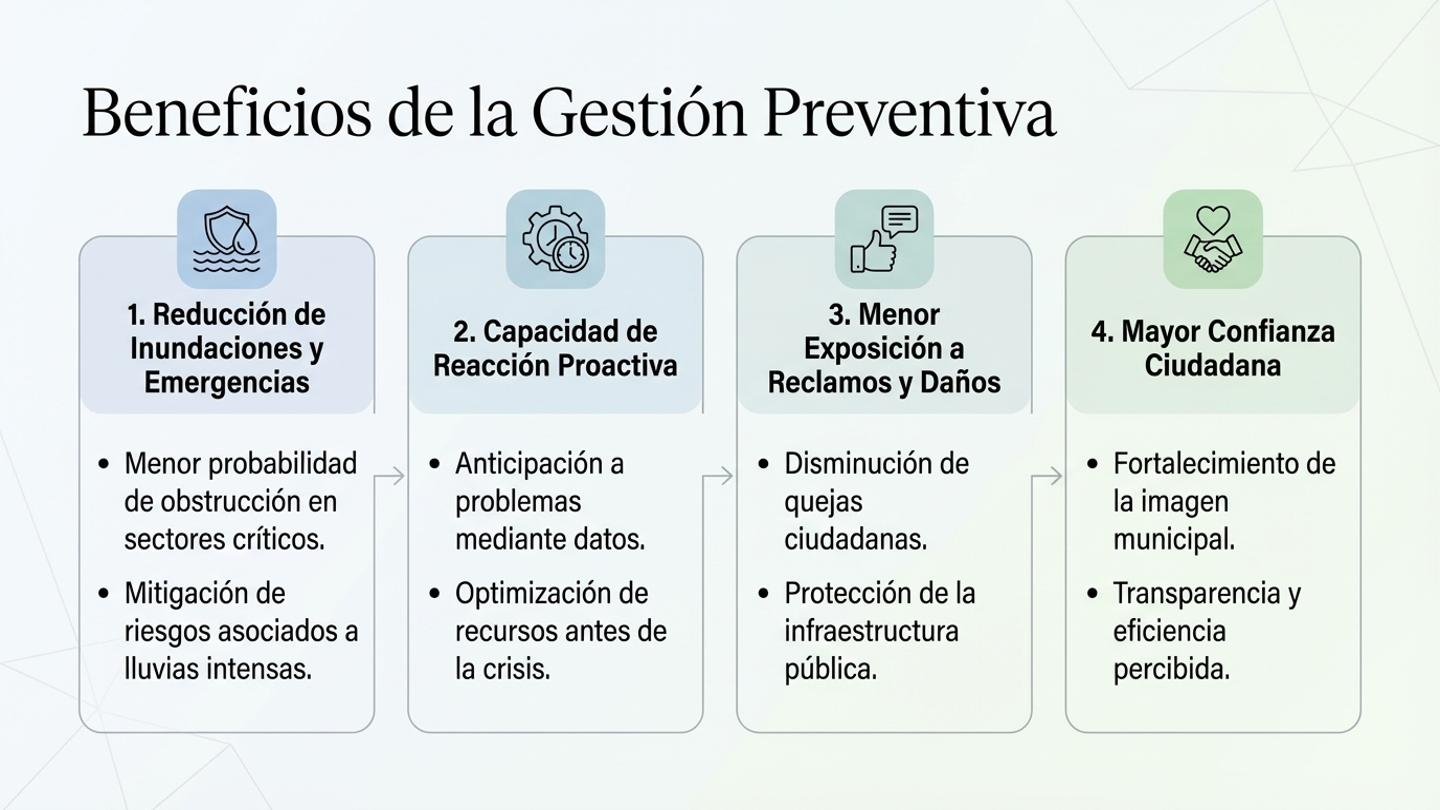 Beneficios de la Gestión Preventiva
1. Reducción de
Inundaciones y
Emergencias
• Menor probabilidad
de obstrucción en
sectores críticos.
• Mitigación de
riesgos asociados a
lluvias intensas.
2. Capacidad de
Reacción Proactiva
• Anticipación a
problemas
mediante datos.
• Optimización de
recursos antes de
la crisis.
3. Menor
Exposición a
Reclamos y Daños
• Disminución de
quejas
ciudadanas.
• Protección de la
infraestructura
pública.
4. Mayor Confianza
Ciudadana
• Fortalecimiento de
la imagen
municipal.
• Transparencia y
eficiencia
percibida.